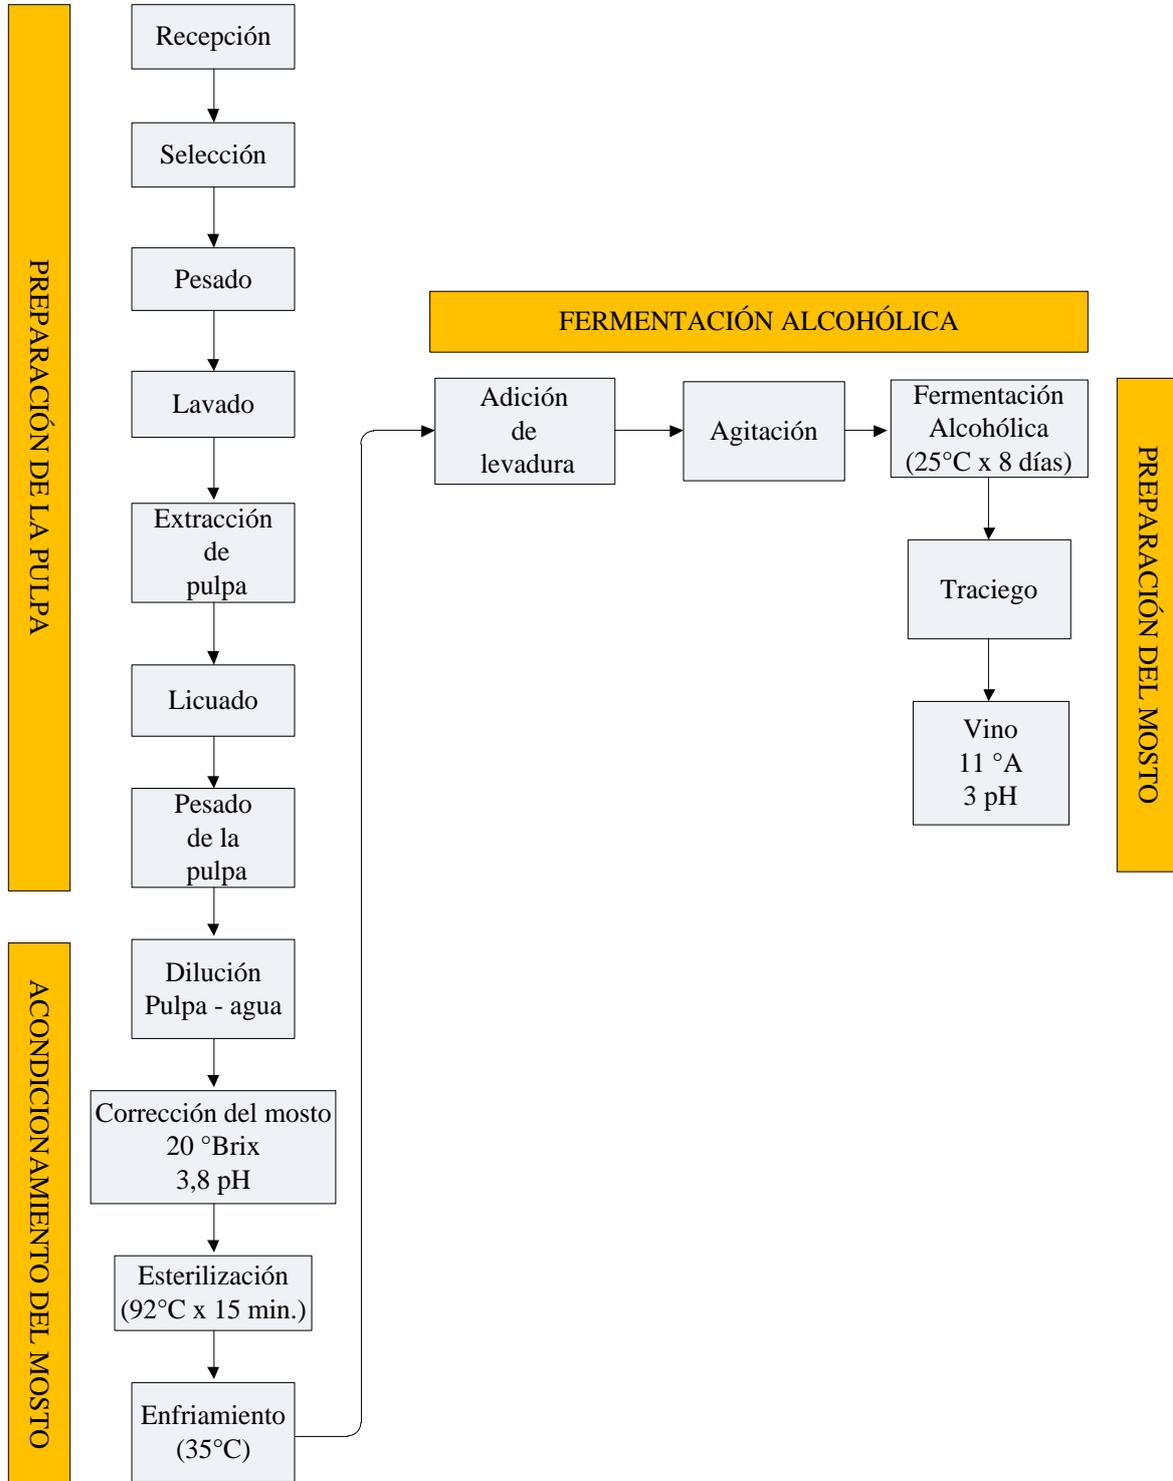 PREPARACIÓN DE LA PULPA
Recepción
Selección
Pesado
Lavado
Extracción
de
pulpa
Licuado
Pesado
de la
pulpa
ACONDICIONAMIENTO DEL MOSTO
Dilución
Pulpa - agua
Corrección del mosto
20 °Brix
3,8 pH
Esterilización
(92°C x 15 min.)
Enfriamiento
(35°C)
FERMENTACIÓN ALCOHÓLICA
Adición
de
levadura
Agitación
Fermentación
Alcohólica
(25°C x 8 días)
PREPARACIÓN DEL MOSTO
Traciego
Vino
11 °A
3 pH